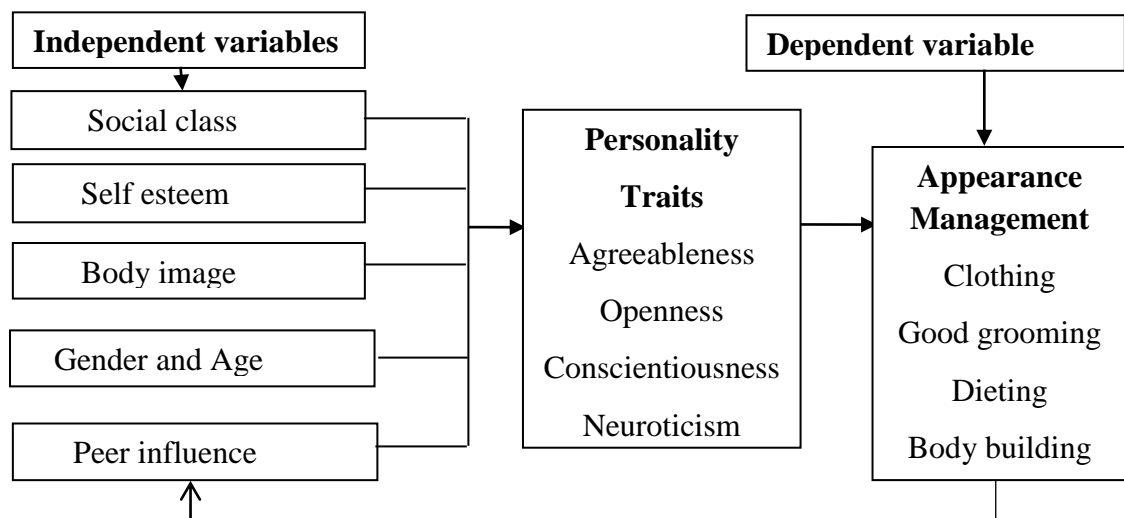 Independent variables
Social class
Self esteem
Body image
Gender and Age
Peer influence
Personality
Traits
Agreeableness
Openness
Conscientiousness
Neuroticism
Dependent variable
Appearance
Management
Clothing
Good grooming
Dieting
Body building